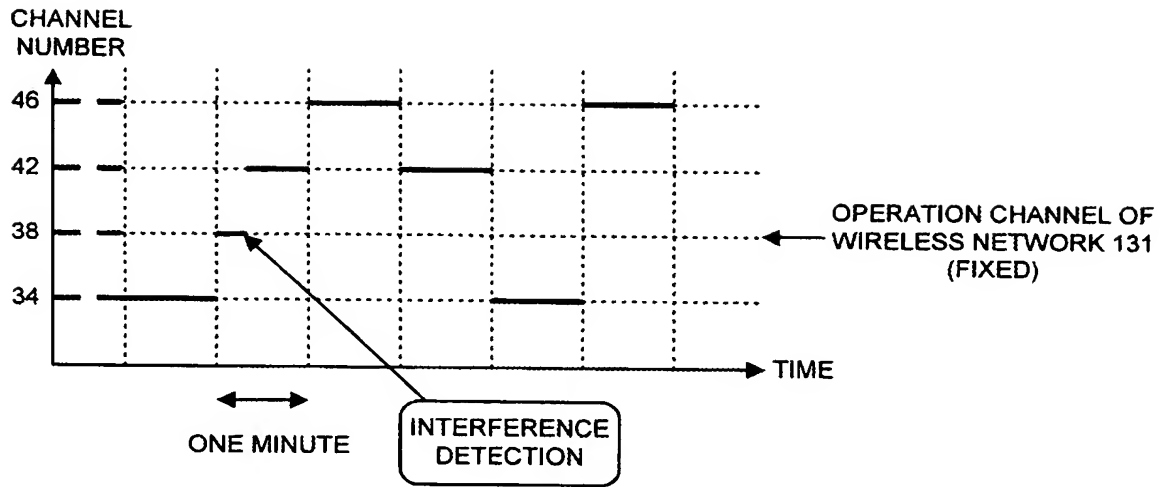 CHANNEL
NUMBER
46
42
38
34
OPERATION CHANNEL OF
WIRELESS NETWORK 131
(FIXED)
TIME
ONE MINUTE
INTERFERENCE
DETECTION